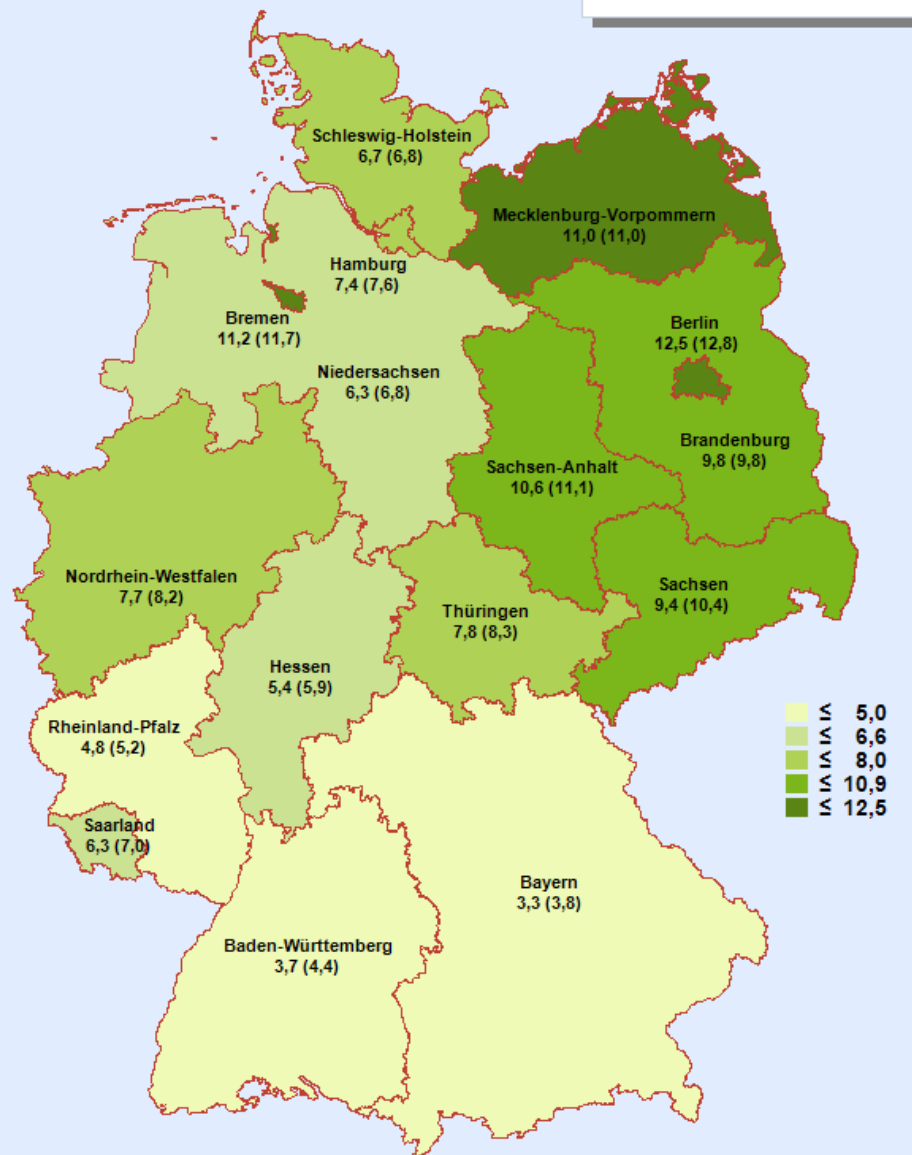 Schleswig-Holstein
6,7 (6,8)
Mecklenburg-Vorpommern
11,0 (11,0)
Hamburg
7,4 (7,6)
Bremen
11,2 (11,7)
Berlin
12,5 (12,8)
Niedersachsen
6,3 (6,8)
Brandenburg
9,8 (9,8)
Sachsen-Anhalt
10,6 (11,1)
Nordrhein-Westfalen
7,7 (8,2)
Sachsen
9,4 (10,4)
Thüringen
7,8 (8,3)
Hessen
5,4 (5,9)
Rheinland-Pfalz
4,8 (5,2)
Saarland
6,3 (7,0)
Bayern
3,3 (3,8)
Baden-Württemberg
3,7 (4,4)
≤ 5,0
≤ 6,6
≤ 8,0
≤ 10,9
≤ 12,5